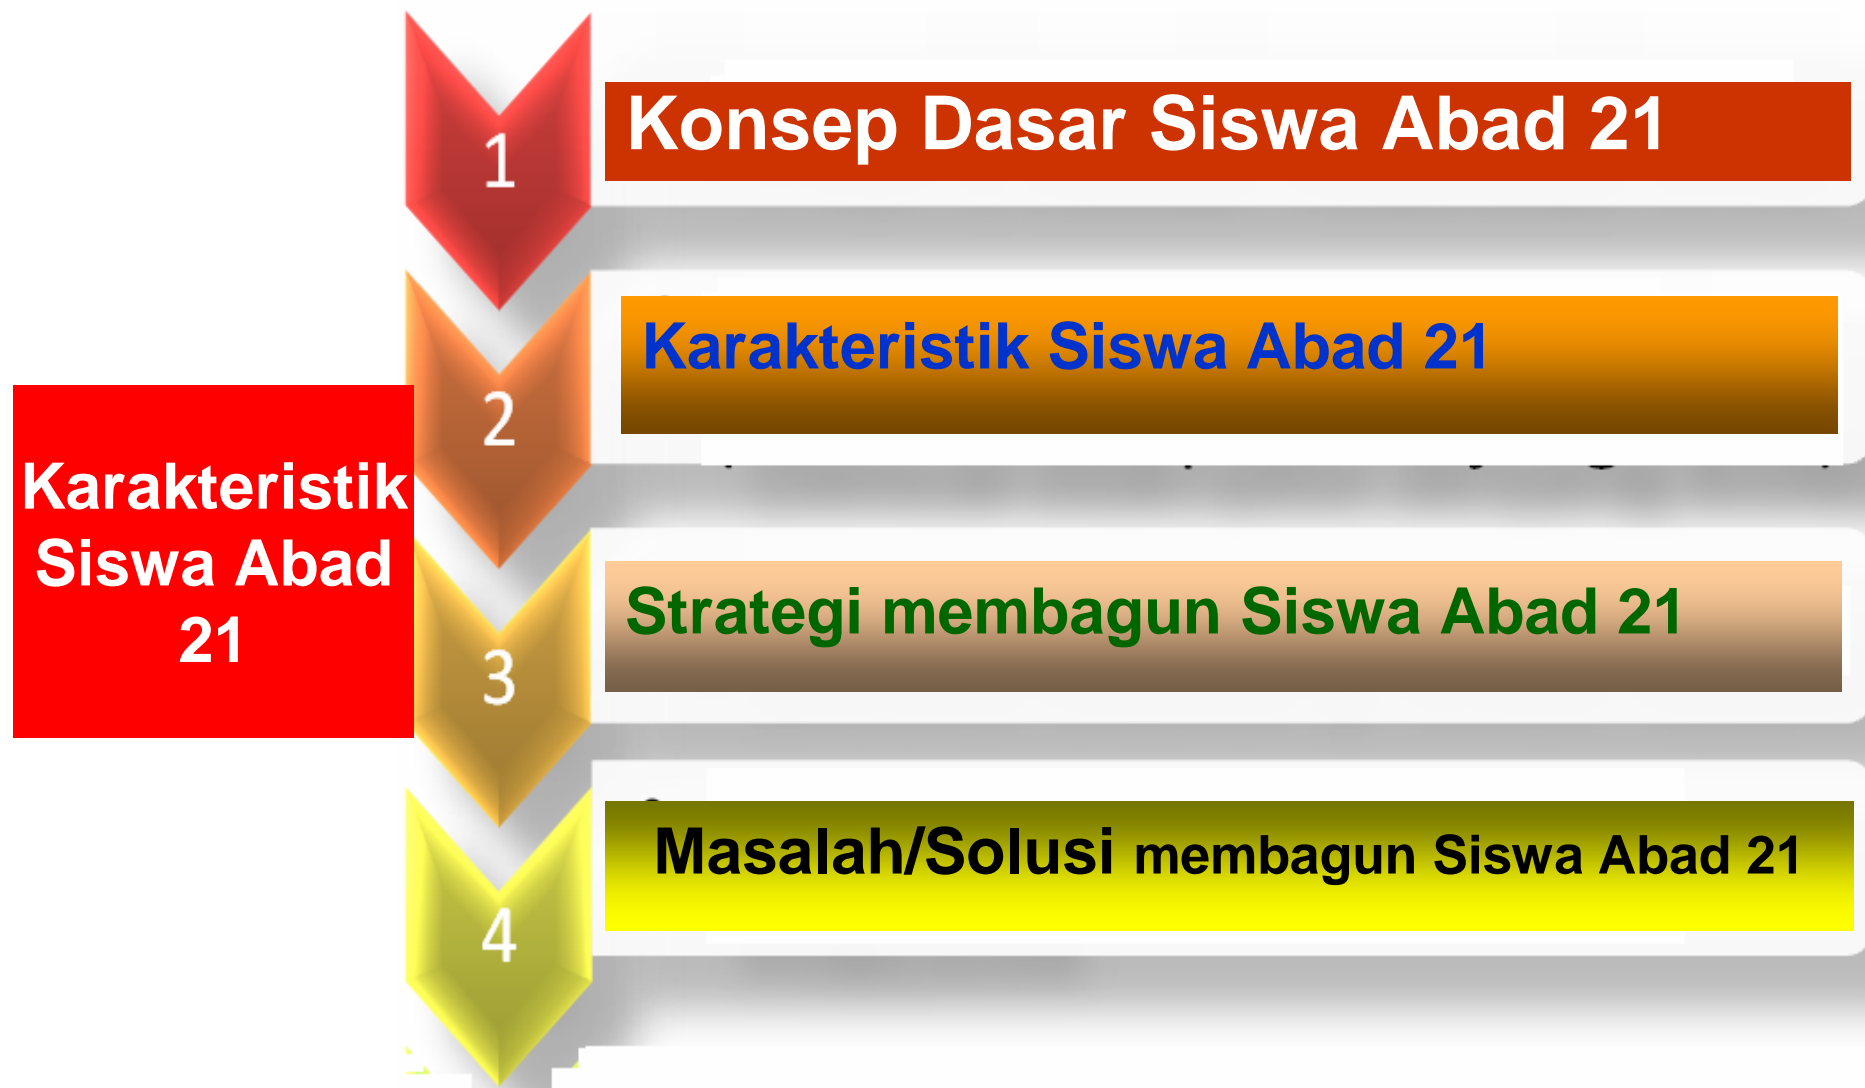 1
Konsep Dasar Siswa Abad 21
2
Karakteristik Siswa Abad 21
Karakteristik
Siswa Abad
21
3
Strategi membagun Siswa Abad 21
4
Masalah/Solusi membagun Siswa Abad 21